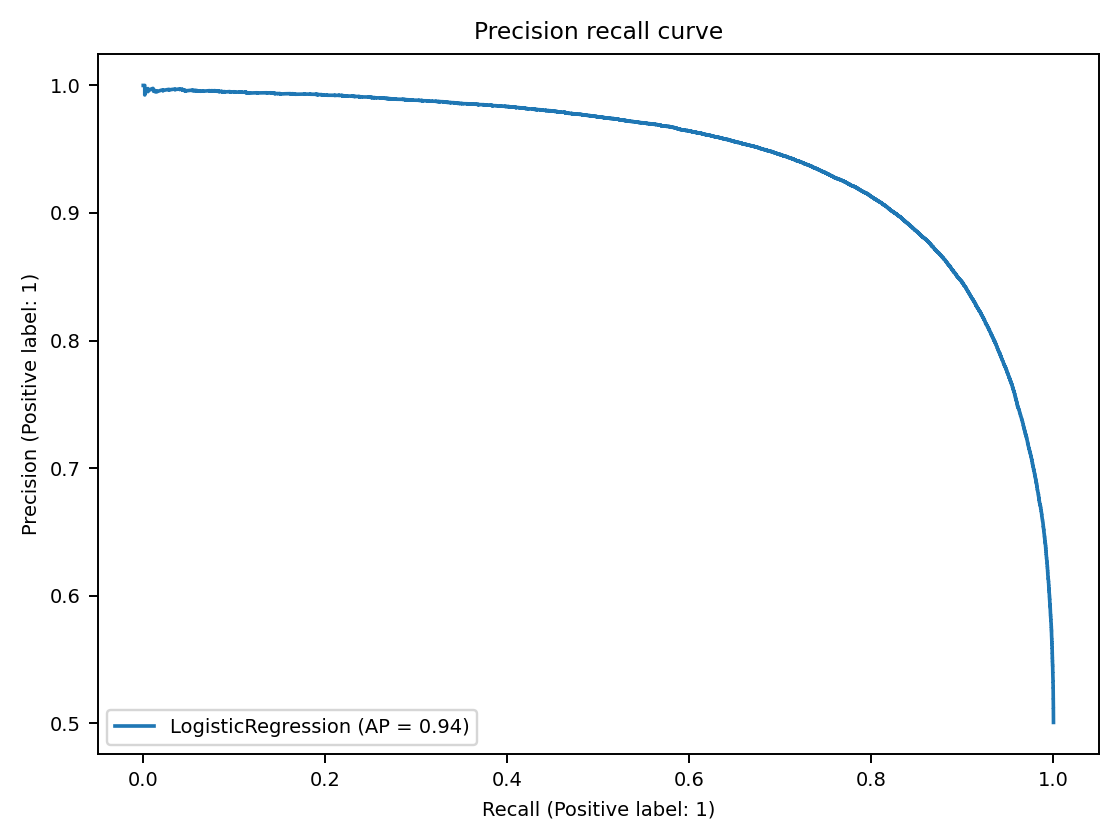 Precision recall curve
1.0
0.9
0.8
0.7
0.6
0.5
Precision (Positive label: 1)
LogisticRegression (AP = 0.94)
0.0 0.2 0.4 0.6 0.8 1.0
Recall (Positive label: 1)